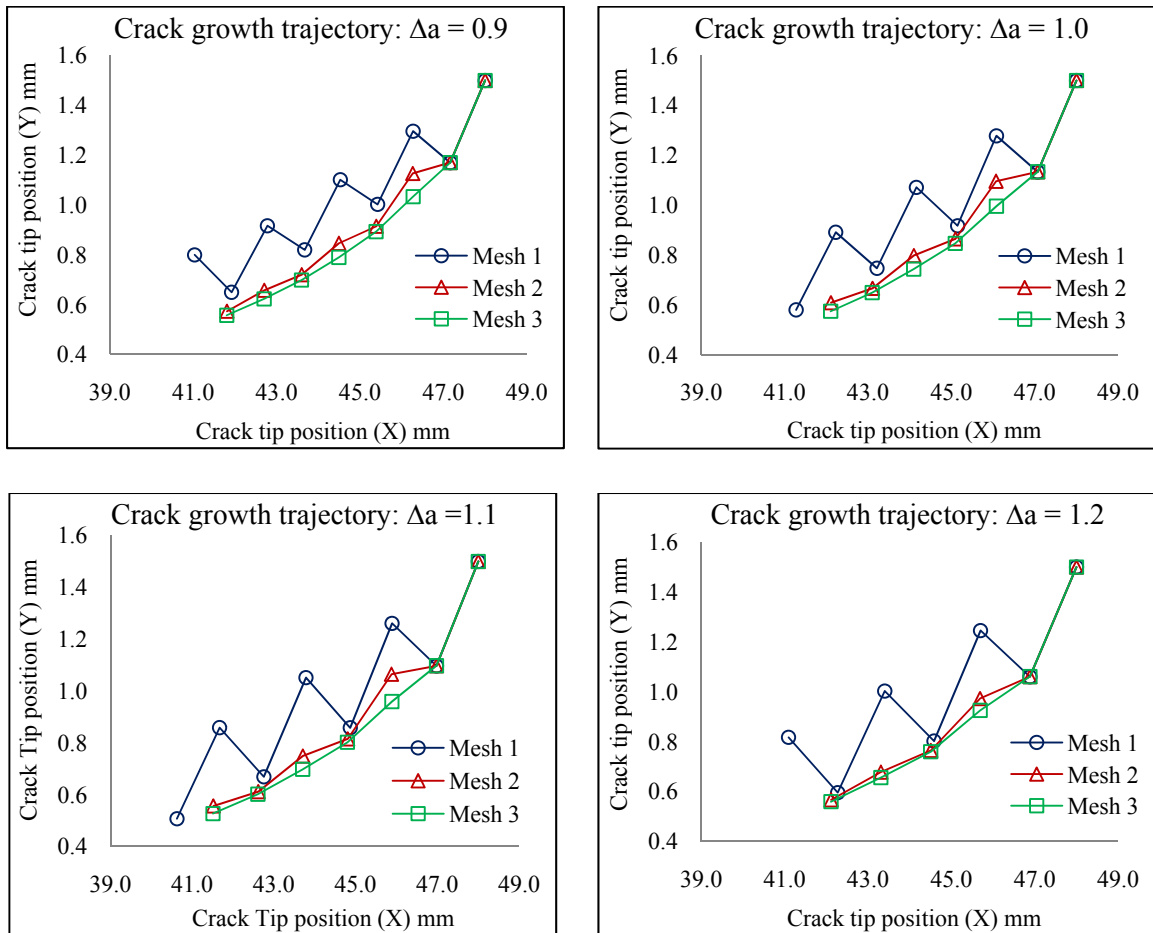 Crack growth trajectory: Δa = 0.9
Crack tip position (Y) mm
1.6
1.4
1.2
1.0
0.8
0.6
0.4
Mesh 1
Mesh 2
Mesh 3
39.0 41.0 43.0 45.0 47.0 49.0
Crack tip position (X) mm
Crack growth trajectory: Δa = 1.0
Crack tip position (Y) mm
1.6
1.4
1.2
1.0
0.8
0.6
0.4
Mesh 1
Mesh 2
Mesh 3
39.0 41.0 43.0 45.0 47.0 49.0
Crack tip position (X) mm
Crack growth trajectory: Δa =1.1
Crack Tip position (Y) mm
1.6
1.4
1.2
1.0
0.8
0.6
0.4
Mesh 1
Mesh 2
Mesh 3
39.0 41.0 43.0 45.0 47.0 49.0
Crack Tip position (X) mm
Crack growth trajectory: Δa = 1.2
Crack tip position (Y) mm
1.6
1.4
1.2
1.0
0.8
0.6
0.4
Mesh 1
Mesh 2
Mesh 3
39.0 41.0 43.0 45.0 47.0 49.0
Crack tip position (X) mm